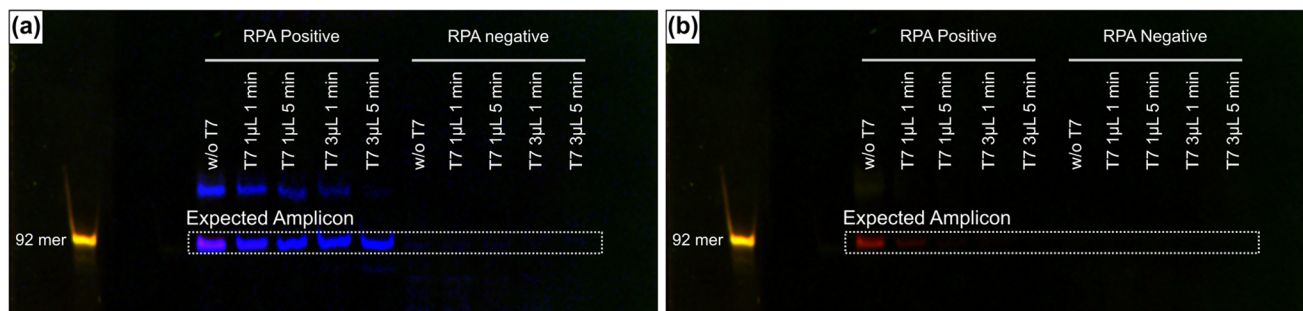 (a)
RPA Positive
RPA negative
w/o T7
T7 1µL 1 min
T7 1µL 5 min
T7 3µL 1 min
T7 3µL 5 min
w/o T7
T7 1µL 1 min
T7 1µL 5 min
T7 3µL 1 min
T7 3µL 5 min
Expected Amplicon
92 mer
(b)
RPA Positive
RPA Negative
w/o T7
T7 1µL 1 min
T7 1µL 5 min
T7 3µL 1 min
T7 3µL 5 min
w/o T7
T7 1µL 1 min
T7 1µL 5 min
T7 3µL 1 min
T7 3µL 5 min
Expected Amplicon
92 mer